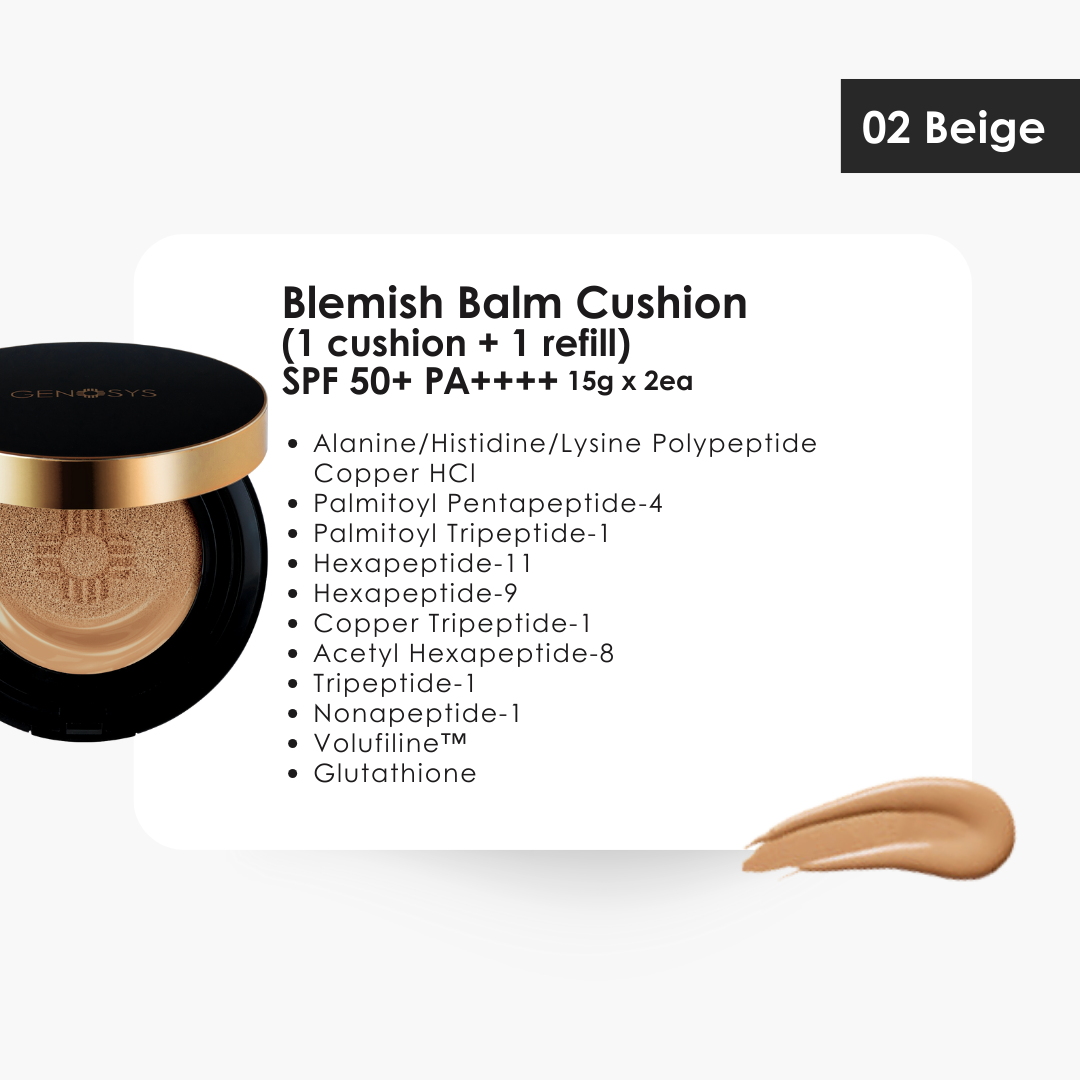 02 Beige
Blemish Balm Cushion
(1 cushion + 1 refill)
SPF 50+ PA++++ 15g x 2ea
GENOSYS
• Alanine/Histidine/Lysine Polypeptide
Copper HCl
• Palmitoyl Pentapeptide-4
• Palmitoyl Tripeptide-1
• Hexapeptide-11
• Hexapeptide-9
• Copper Tripeptide-1
• Acetyl Hexapeptide-8
• Tripeptide-1
• Nonapeptide-1
• Volufiline™
• Glutathione